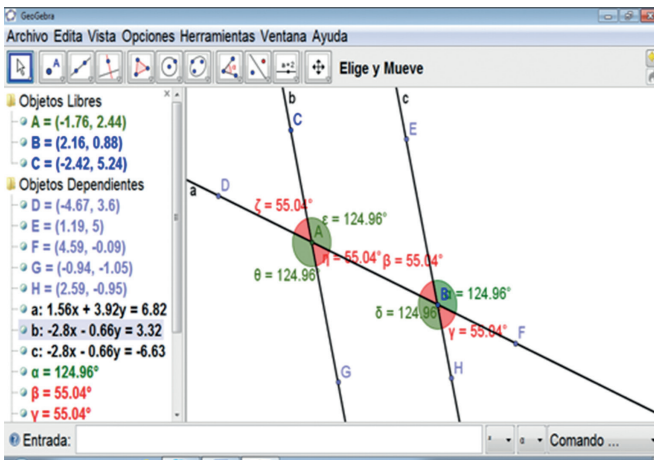 GeoGebra
Archivo Edita Vista Opciones Herramientas Ventana Ayuda
A a=2 Elige y Mueve
Objetos Libres
A = (-1.76, 2.44)
B = (2.16, 0.88)
C = (-2.42, 5.24)
Objetos Dependientes
D = (-4.67, 3.6)
E = (1.19, 5)
F = (4.59, -0.09)
G = (-0.94, -1.05)
H = (2.59, -0.95)
a: 1.56x + 3.92y = 6.82
b: -2.8x - 0.66y = 3.32
c: -2.8x - 0.66y = -6.63
α = 124.96°
β = 55.04°
γ = 55.04°
b c
C E
a D
ζ = 55.04° ε = 124.96°
A
η = 55.04° β = 55.04°
θ = 124.96°
B α = 124.96°
δ = 124.96°
γ = 55.04°
F
G H
Entrada: α Comando ...